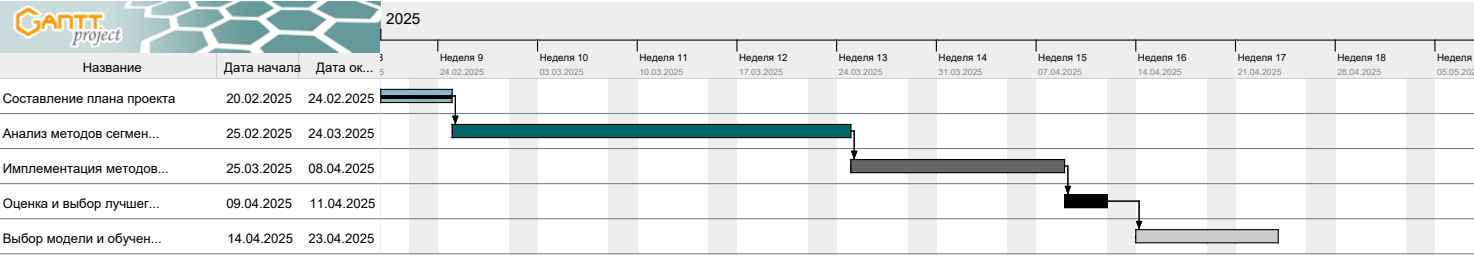 GANTT
project
2025
Неделя 9
Неделя 10
Неделя 11
Неделя 12
Неделя 13
Неделя 14
Неделя 15
Неделя 16
Неделя 17
Неделя 18
Неделя
Название Дата начала Дата ок...
24.02.2025
03.03.2025
10.03.2025
17.03.2025
24.03.2025
31.03.2025
07.04.2025
14.04.2025
21.04.2025
28.04.2025
05.05.202
Составление плана проекта 20.02.2025 24.02.2025
Анализ методов сегмен... 25.02.2025 24.03.2025
Имплементация методов... 25.03.2025 08.04.2025
Оценка и выбор лучшег... 09.04.2025 11.04.2025
Выбор модели и обучен... 14.04.2025 23.04.2025